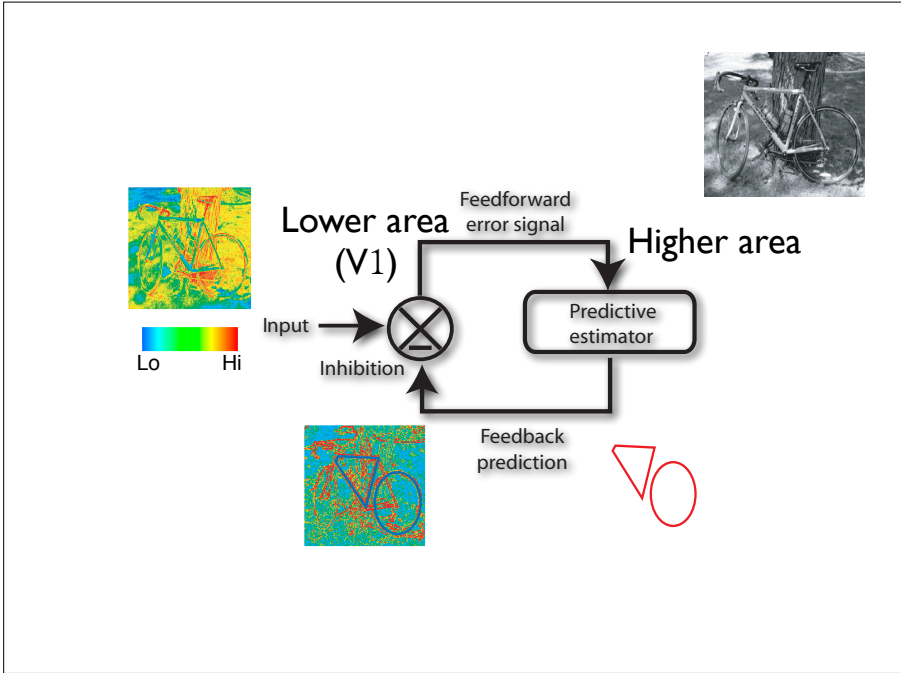 Feedforward
error signal
Lower area
(V1)
Higher area
Input
Predictive
estimator
Lo
Hi
Inhibition
Feedback
prediction